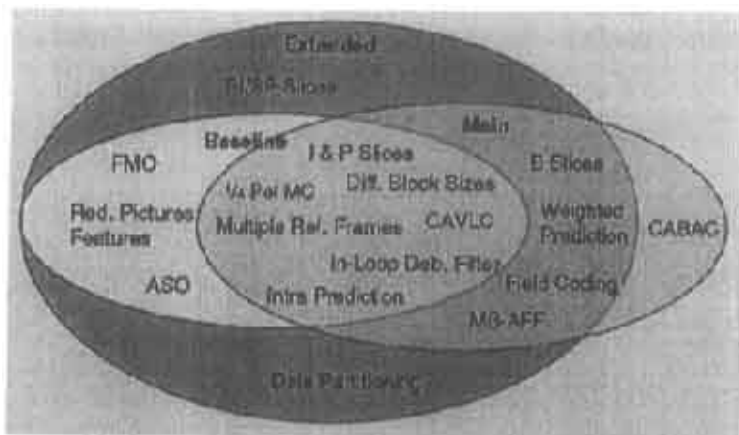 Extended
SI/SP Slices
Main
Baseline
I & P Slices
FMO
B Slices
¼ Pel MC
Diff. Block Sizes
Red. Pictures
Features
Multiple Ref. Frames
CAVLC
Weighted
Prediction
CABAC
In-Loop Deb. Filter
ASO
Intra Prediction
Field Coding
MB-AFF
Data Partitioning